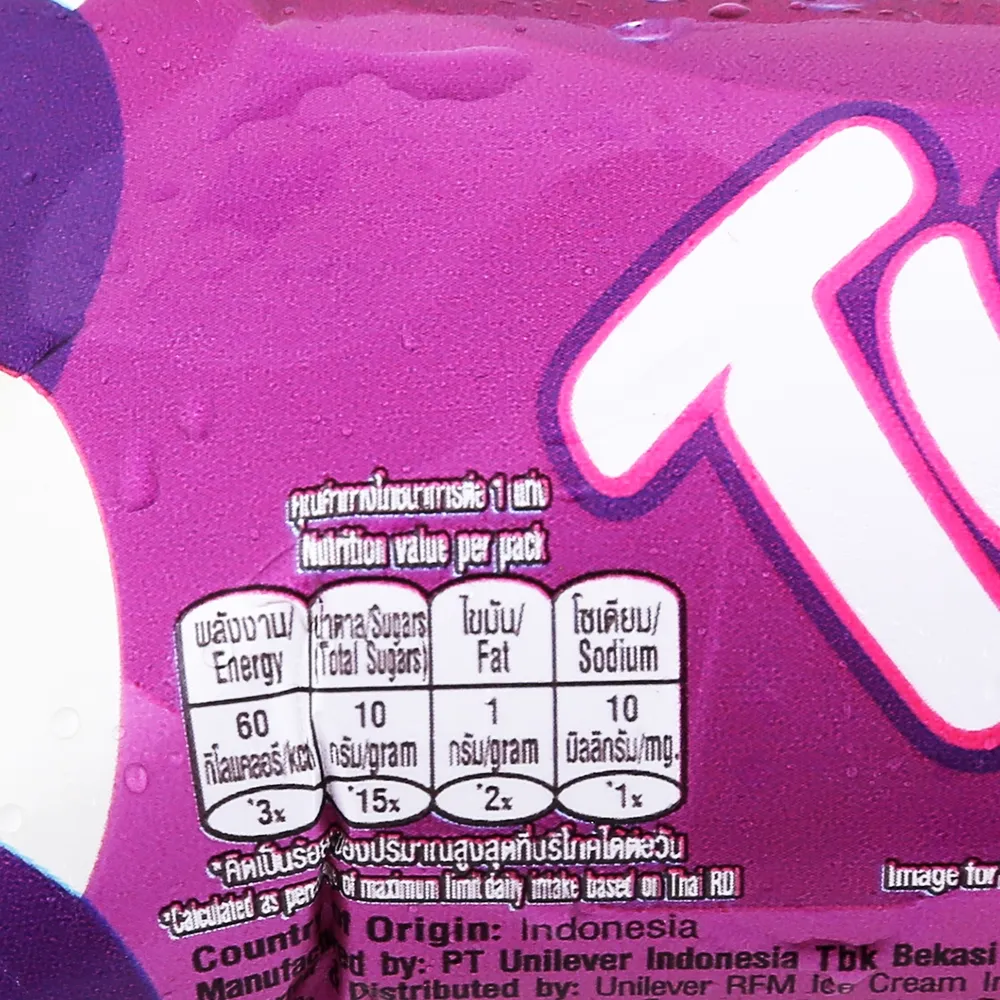 คุณค่าทางโภชนาการต่อ 1 แท่ง
Nutrition value per pack
พลังงาน/ น้ำตาล/Sugars ไขมัน/ โซเดียม/
Energy (Total Sugars) Fat Sodium
60 10 1 10
กิโลแคลอรี่/kcal กรัม/gram กรัม/gram มิลลิกรัม/mg.
*3% *15% *2% *1%
*คิดเป็นร้อย ของปริมาณสูงสุดที่บริโภคได้ต่อวัน
*Calculated as of maximum limit daily intake based on Thai RDI
Image for
Origin: Indonesia
by: PT Unilever Indonesia Tbk Bekasi
Distributed by: Unilever RFM Ice Cream